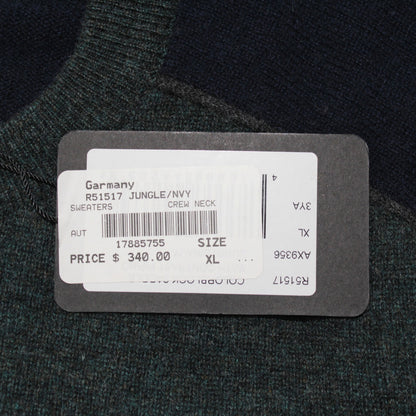 Garmany
R51517 JUNGLE/NVY
SWEATERS CREW NECK
AUT
17885755 SIZE
PRICE $ 340.00 XL ...
4
3YA
XL
AX9356
R51517